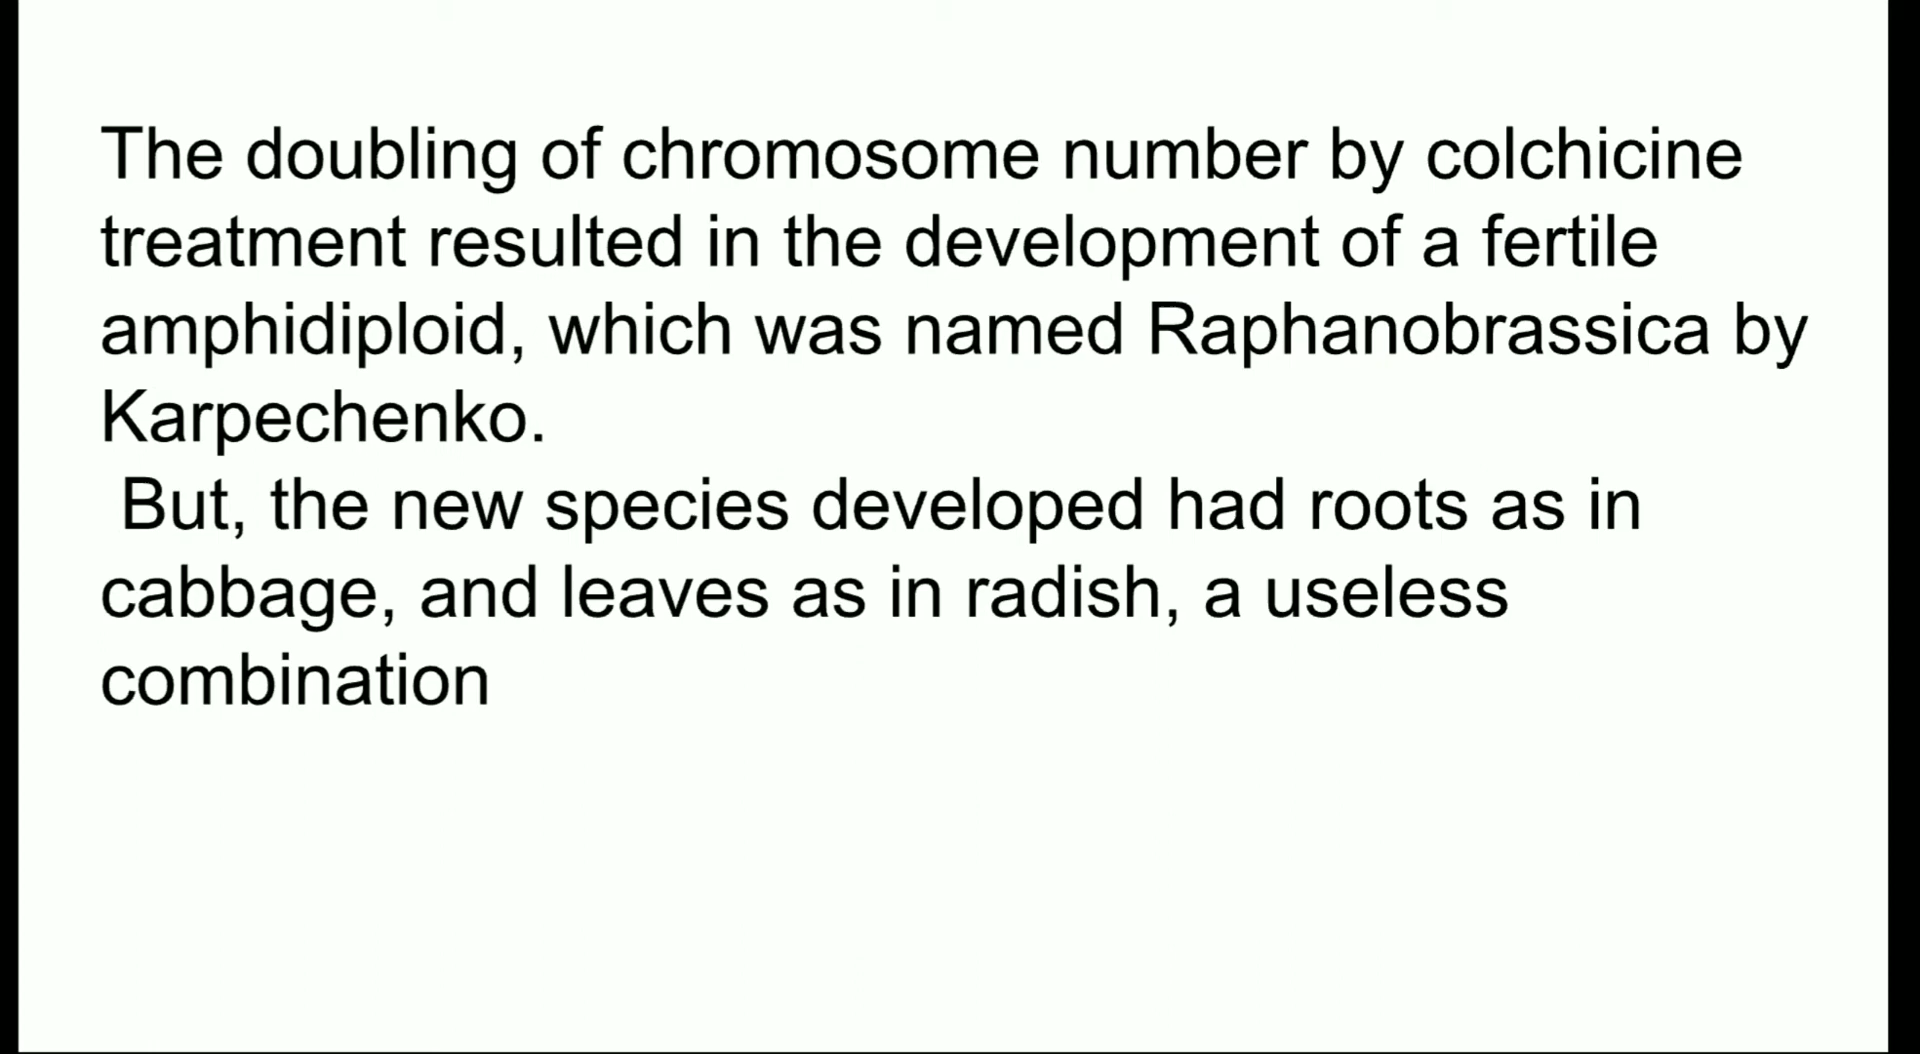 The doubling of chromosome number by colchicine
treatment resulted in the development of a fertile
amphidiploid, which was named Raphanobrassica by
Karpechenko.
But, the new species developed had roots as in
cabbage, and leaves as in radish, a useless
combination